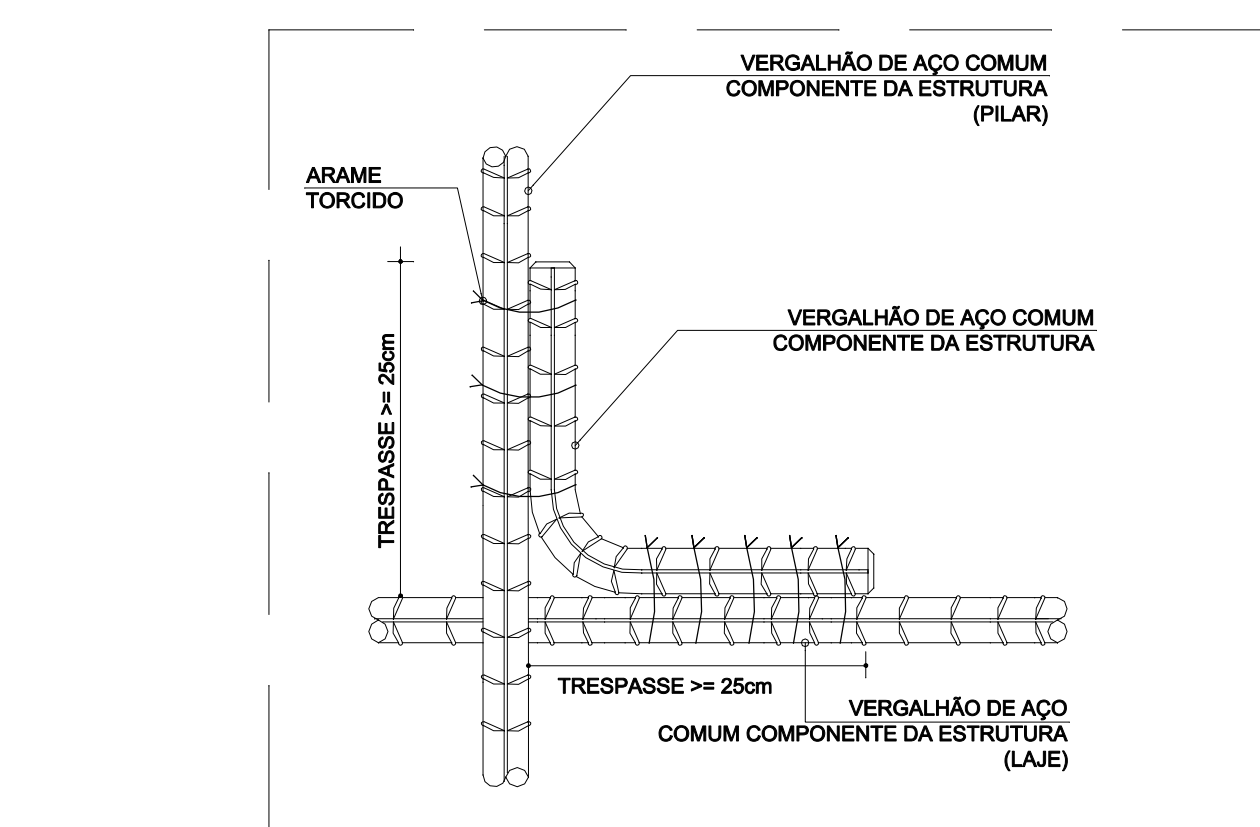 VERGALHÃO DE AÇO COMUM
COMPONENTE DA ESTRUTURA
(PILAR)
ARAME
TORCIDO
VERGALHÃO DE AÇO COMUM
COMPONENTE DA ESTRUTURA
TRESPASSE >= 25cm
TRESPASSE >= 25cm
VERGALHÃO DE AÇO
COMUM COMPONENTE DA ESTRUTURA
(LAJE)